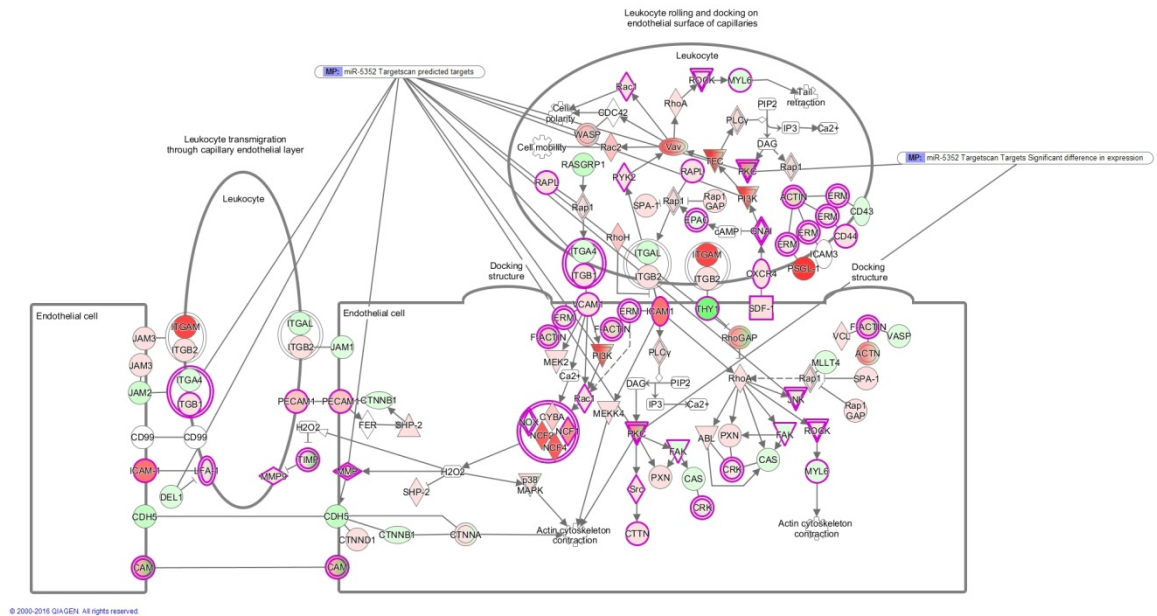 Leukocyte rolling and docking on
endothelial surface of capillaries
Leukocyte
MP: miR-5352 Targetscan predicted targets
MP: miR-5352 Targetscan Targets Significant difference in expression
Rac1
ROCK
MYL6
Tail
retraction
RhoA
Cell
polarity
CDC42
PLCγ
PIP2
IP3
Ca2+
WASP
Vav
DAG
Cell mobility
Rac2
TEC
PKC
Rap1
RASGRP1
RAPL
PYK2
RAPL
PI3K
ACTIN
ERM
Rap1
SPA-1
Rap1
Rap1
GAP
ERM
CD43
EPAC
cAMP
GNAI
ERM
CD44
RhoH
ERM
ICAM3
ITGA4
ITGB1
ITGAL
ITGB2
ITGAM
ITGB2
CXCR4
PSGL-1
Leukocyte transmigration
through capillary endothelial layer
Leukocyte
Docking
structure
Docking
structure
Endothelial cell
Endothelial cell
VCAM1
ERM
ERM
ICAM1
THY1
SDF-1
F-ACTIN
F-ACTIN
F-ACTIN
VASP
VCL
ACTN
JAM3
ITGAM
ITGB2
ITGAL
ITGB2
JAM1
MEK2
PI3K
PLCγ
RhoGAP
MLLT4
JAM3
Ca2+
DAG
PIP2
RhoA
Rap1
SPA-1
JAM2
ITGA4
ITGB1
PECAM1
PECAM1
CTNNB1
Rac1
IP3
Ca2+
JNK
Rap1
GAP
FER
SHP-2
NOX
CYBA
NCF2
NCF1
NCF4
MEKK4
CD99
CD99
H2O2
PKC
ABL
PXN
FAK
ROCK
ICAM-1
LFA-1
MMP9
TIMP
MMP
H2O2
FAK
PXN
CAS
CRK
CAS
MYL6
DEL1
SHP-2
p38
MAPK
Src
CRK
CDH5
CDH5
CTNND1
CTNNB1
CTNNA
Actin cytoskeleton
contraction
CTTN
Actin cytoskeleton
contraction
CAM
CAM
© 2000-2016 QIAGEN. All rights reserved.